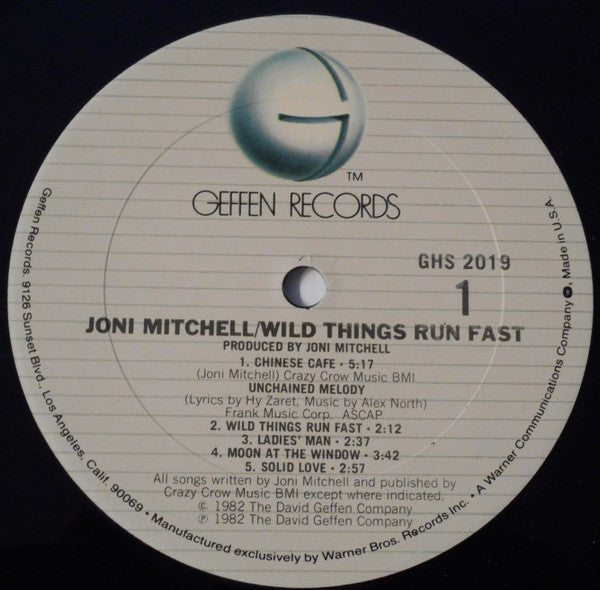 G
TM
GEFFEN RECORDS
GHS 2019
1
JONI MITCHELL/WILD THINGS RUN FAST
PRODUCED BY JONI MITCHELL
1. CHINESE CAFE • 5:17
(Joni Mitchell) Crazy Crow Music BMI
UNCHAINED MELODY
(Lyrics by Hy Zaret, Music by Alex North)
Frank Music Corp. ASCAP
2. WILD THINGS RUN FAST • 2:12
3. LADIES' MAN • 2:37
4. MOON AT THE WINDOW • 3:42
5. SOLID LOVE • 2:57
All songs written by Joni Mitchell and published by
Crazy Crow Music BMI except where indicated.
© 1982 The David Geffen Company
℗ 1982 The David Geffen Company
Geffen Records, 9126 Sunset Blvd., Los Angeles, Calif. 90069 • Manufactured exclusively by Warner Bros. Records Inc. • A Warner Communications Company, Made in U.S.A.